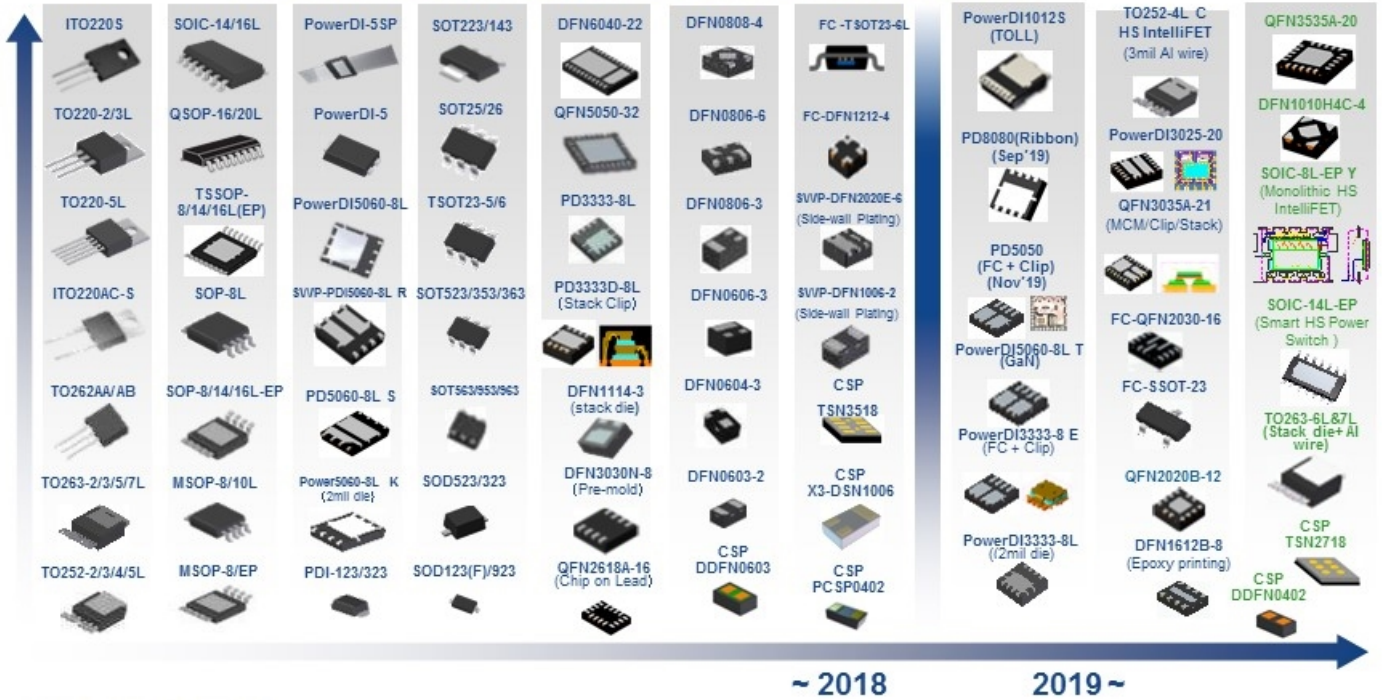 ITO220S
TO220-2/3L
TO220-5L
ITO220AC-S
TO262AA/AB
TO263-2/3/5/7L
TO252-2/3/4/5L
SOIC-14/16L
QSOP-16/20L
TSSOP-
8/14/16L(EP)
SOP-8L
SOP-8/14/16L-EP
MSOP-8/10L
MSOP-8/EP
PowerDI-5SP
PowerDI-5
PowerDI5060-8L
SWP-PDI5060-8L R
PD5060-8L S
Power5060-8L K
(2mil die)
PDI-123/323
SOT223/143
SOT25/26
TSOT23-5/6
SOT523/353/363
SOT563/953/963
SOD523/323
SOD123(F)/923
DFN6040-22
QFN5050-32
PD3333-8L
PD3333D-8L
(Stack Clip)
DFN1114-3
(stack die)
DFN3030N-8
(Pre-mold)
QFN2618A-16
(Chip on Lead)
DFN0808-4
DFN0806-6
DFN0806-3
DFN0606-3
DFN0604-3
DFN0603-2
CSP
DDFN0603
FC -TSOT23-6L
FC-DFN1212-4
SWP-DFN2020E-6
(Side-wall Plating)
SWP-DFN1006-2
(Side-wall Plating)
CSP
TSN3518
CSP
X3-DSN1006
CSP
PCSP0402
PowerDI1012S
(TOLL)
PD8080(Ribbon)
(Sep'19)
PD5050
(FC + Clip)
(Nov'19)
PowerDI5060-8L T
(GaN)
PowerDI3333-8 E
(FC + Clip)
PowerDI3333-8L
((2mil die)
TO252-4L C
HS IntelliFET
(3mil Al wire)
PowerDI3025-20
QFN3035A-21
(MCM/Clip/Stack)
FC-QFN2030-16
FC-SSOT-23
QFN2020B-12
DFN1612B-8
(Epoxy printing)
QFN3535A-20
DFN1010H4C-4
SOIC-8L-EP Y
(Monolithic HS
IntelliFET)
SOIC-14L-EP
(Smart HS Power
Switch )
TO263-6L&7L
(Stack die+ Al
wire)
CSP
TSN2718
CSP
DDFN0402
~ 2018
2019 ~